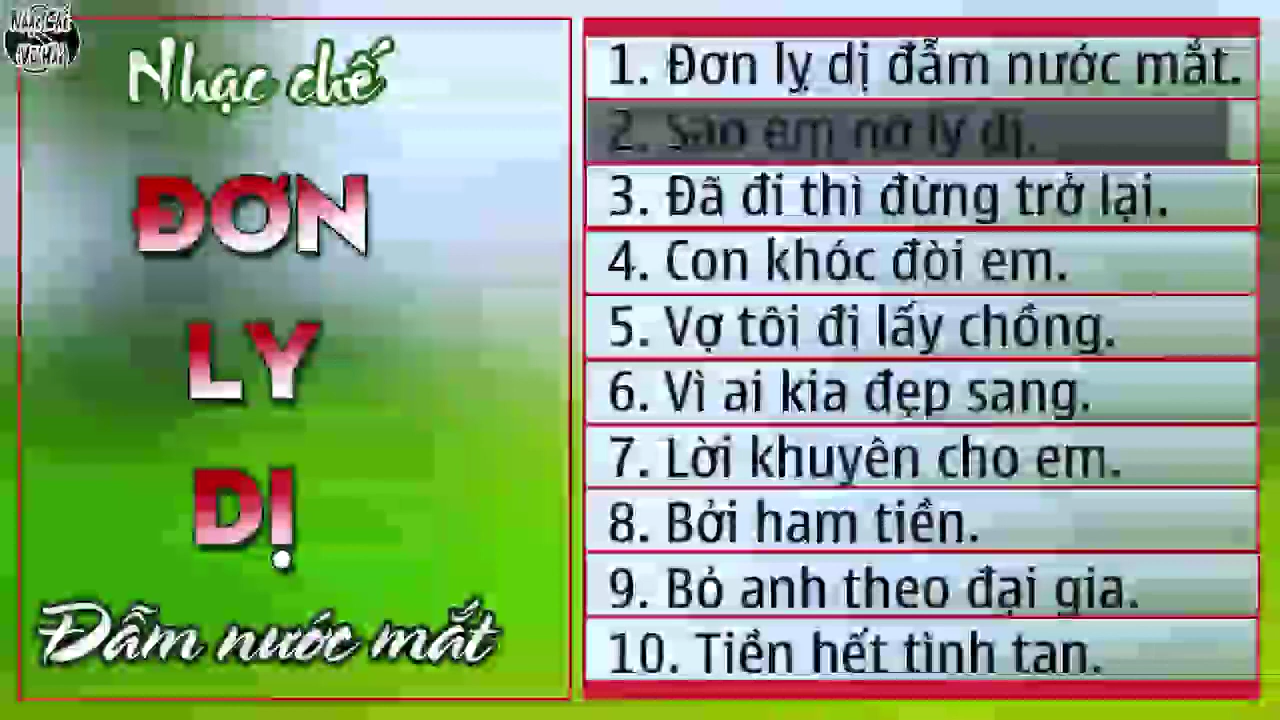 Nhạc chế
ĐƠN
LY
DỊ
Đẫm nước mắt
1. Đơn ly dị đẫm nước mắt.
2. Sao em nỡ ly dị.
3. Đã đi thì đừng trở lại.
4. Con khóc đòi em.
5. Vợ tôi đi lấy chồng.
6. Vì ai kia đẹp sang.
7. Lời khuyên cho em.
8. Bởi ham tiền.
9. Bỏ anh theo đại gia.
10. Tiền hết tình tan.